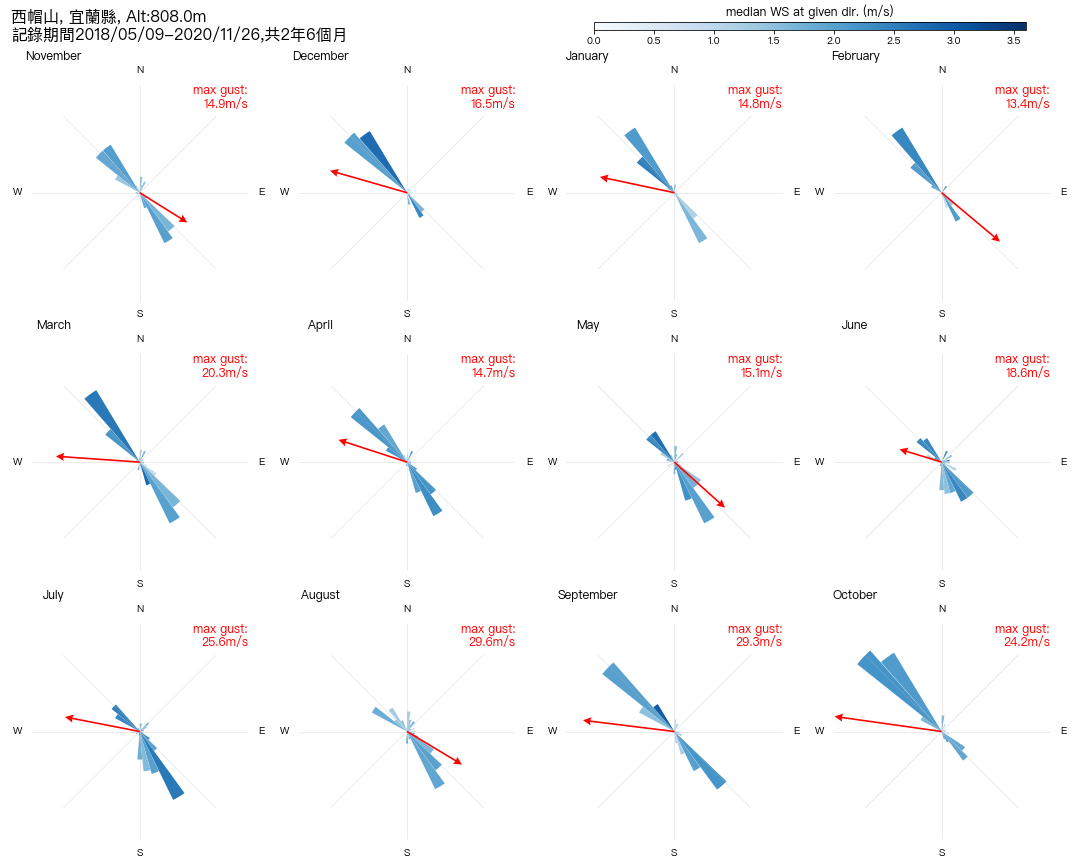 西帽山, 宜蘭縣, Alt:808.0m
記錄期間2018/05/09–2020/11/26,共2年6個月
median WS at given dir. (m/s)
0.0 0.5 1.0 1.5 2.0 2.5 3.0 3.5
November
N
max gust:
14.9m/s
W
E
S
December
N
max gust:
16.5m/s
W
E
January
N
max gust:
14.8m/s
W
E
S
February
N
max gust:
13.4m/s
W
E
S
March
N
max gust:
20.3m/s
W
E
S
April
N
max gust:
14.7m/s
W
E
S
May
N
max gust:
15.1m/s
W
E
S
June
N
max gust:
18.6m/s
W
E
S
July
N
max gust:
25.6m/s
W
E
S
August
N
max gust:
29.6m/s
W
E
S
September
N
max gust:
29.3m/s
W
E
S
October
N
max gust:
24.2m/s
W
E
S